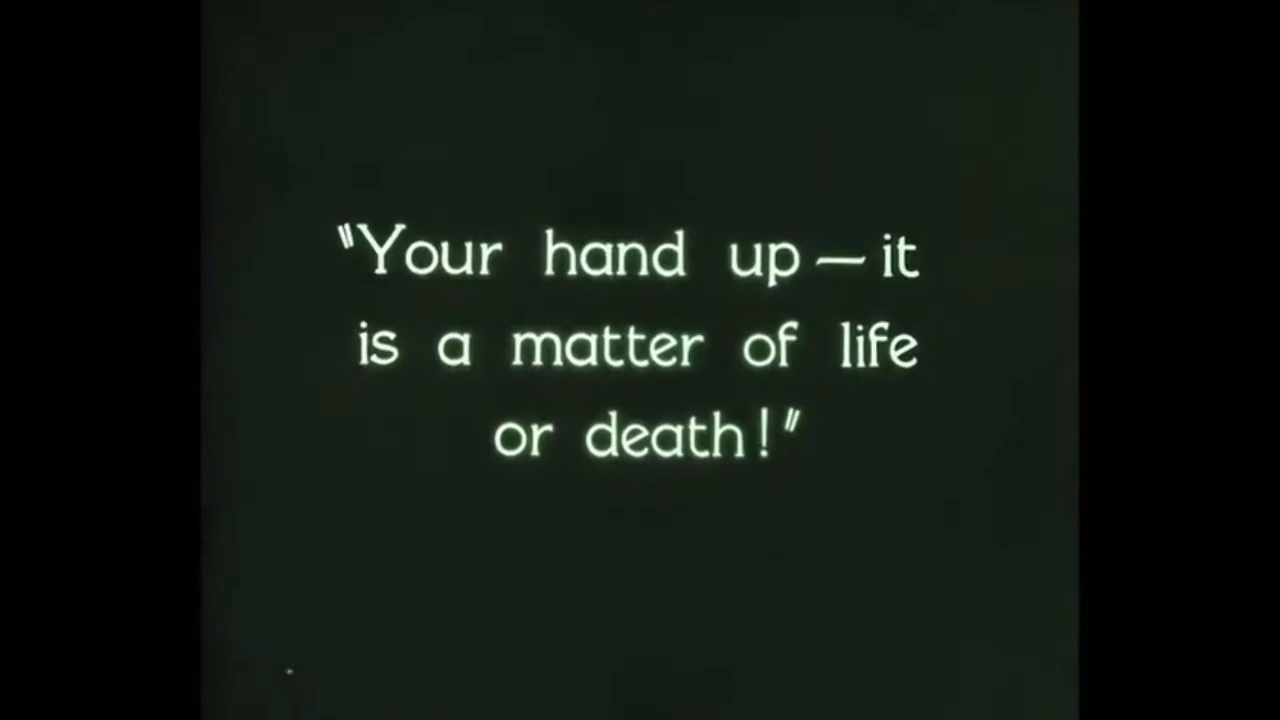 "Your hand up — it
is a matter of life
or death!"